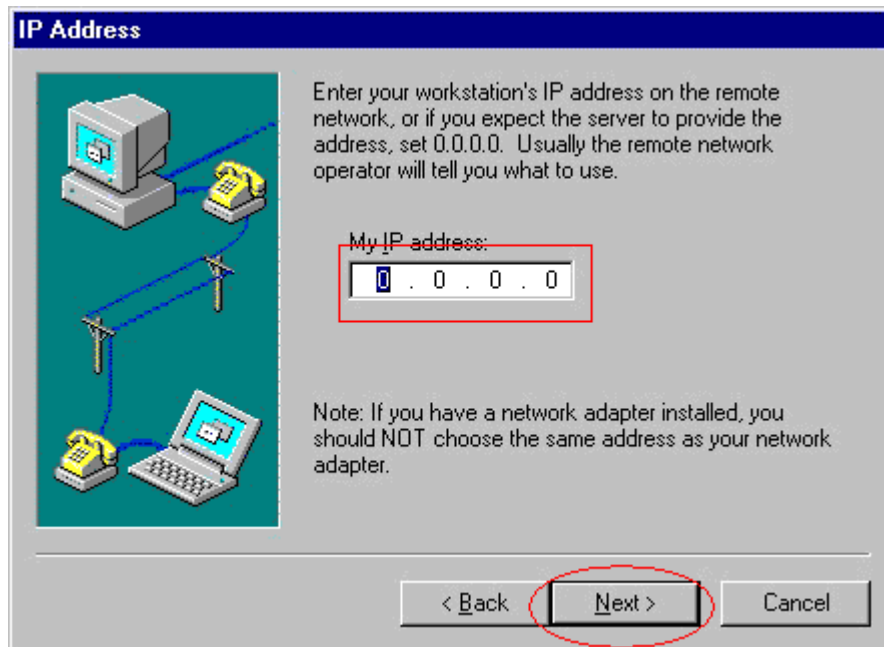 IP Address
Enter your workstation's IP address on the remote
network, or if you expect the server to provide the
address, set 0.0.0.0.  Usually the remote network
operator will tell you what to use.
My IP address:
0 . 0 . 0 . 0
Note: If you have a network adapter installed, you
should NOT choose the same address as your network
adapter.
< Back Next > Cancel